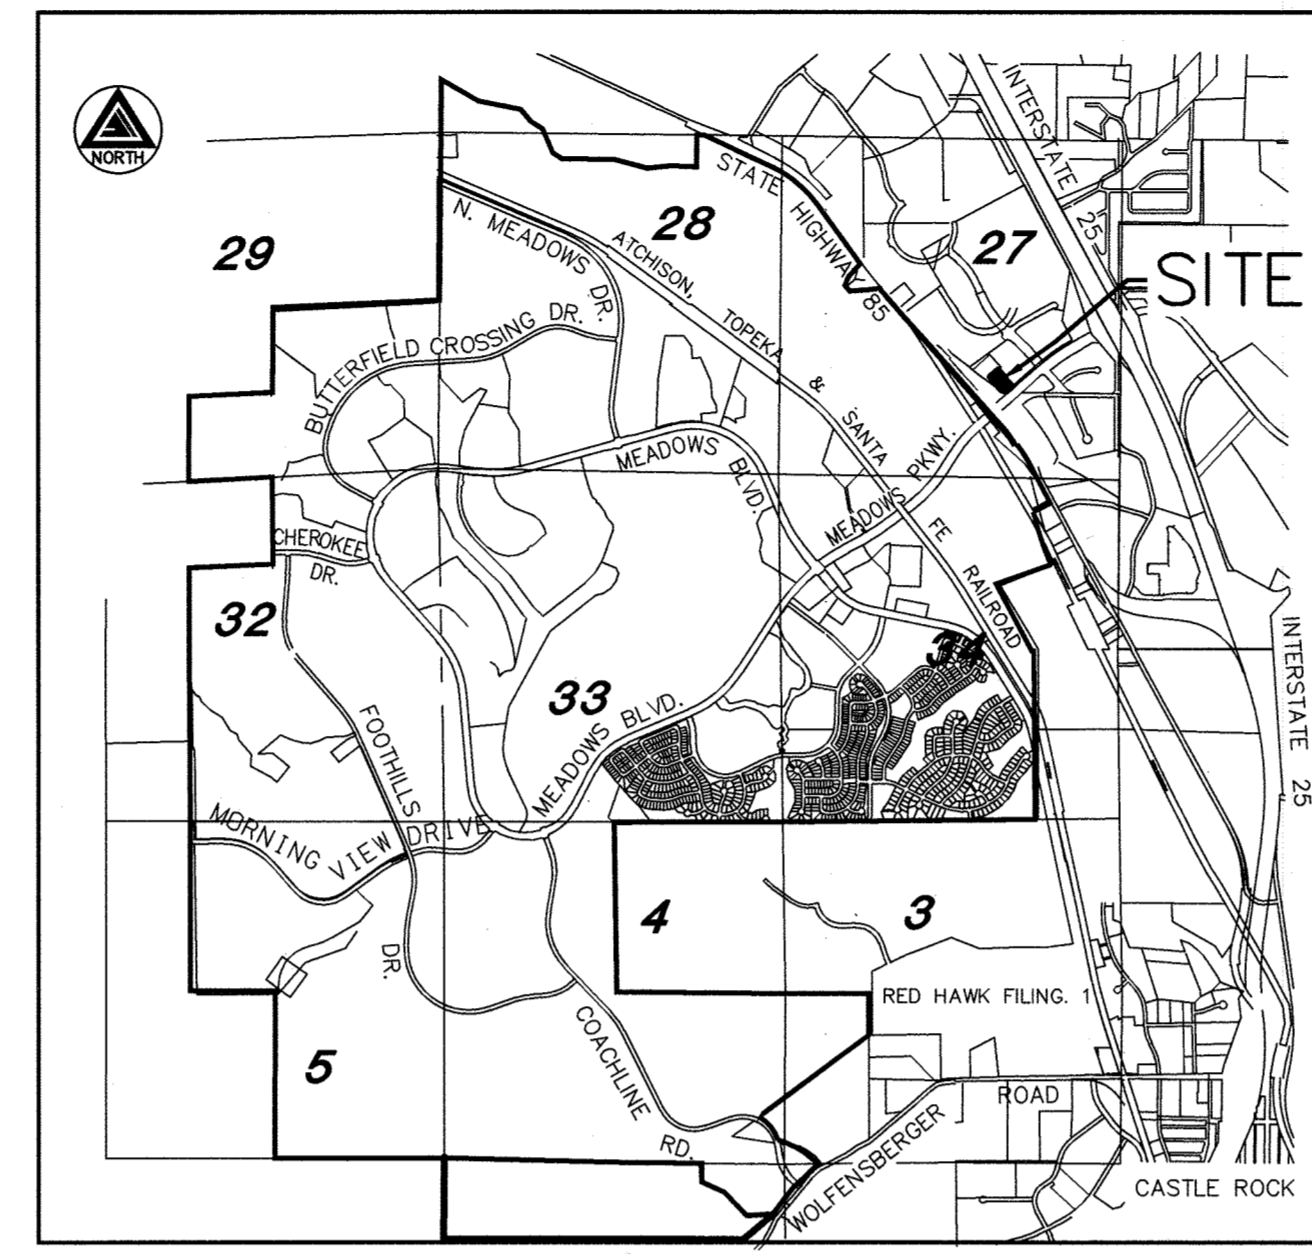 NORTH
INTERSTATE 25
STATE HIGHWAY 85
N. MEADOWS DR.
28
29
27
SITE
ATCHISON, TOPEKA & SANTA FE RAILROAD
BUTTERFIELD CROSSING DR.
MEADOWS BLVD.
MEADOWS PKWY.
CHEROKEE
DR.
32
34
33
MEADOWS BLVD.
FOOTHILLS DR.
INTERSTATE 25
MORNING VIEW DRIVE
4
3
RED HAWK FILING. 1
5
COACHLINE RD.
ROAD
WOLFENSBERGER
CASTLE ROCK